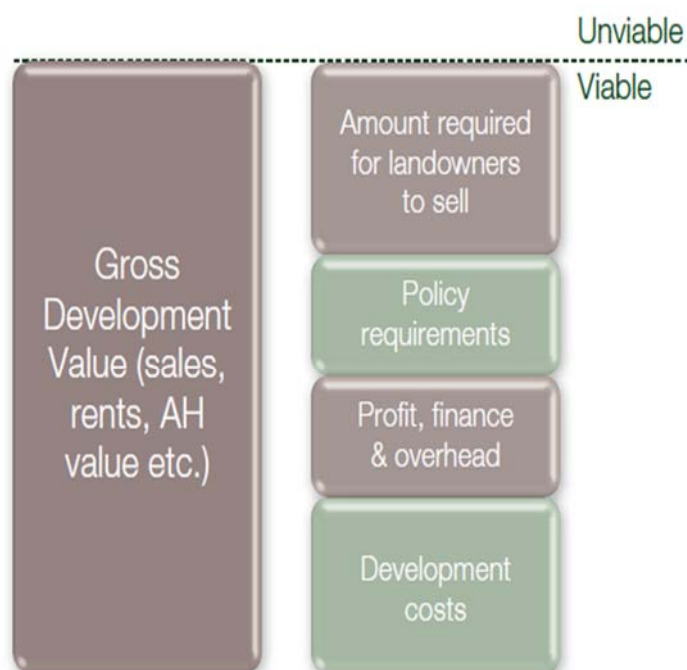 Unviable
Viable
Gross
Development
Value (sales,
rents, AH
value etc.)
Amount required
for landowners
to sell
Policy
requirements
Profit, finance
& overhead
Development
costs